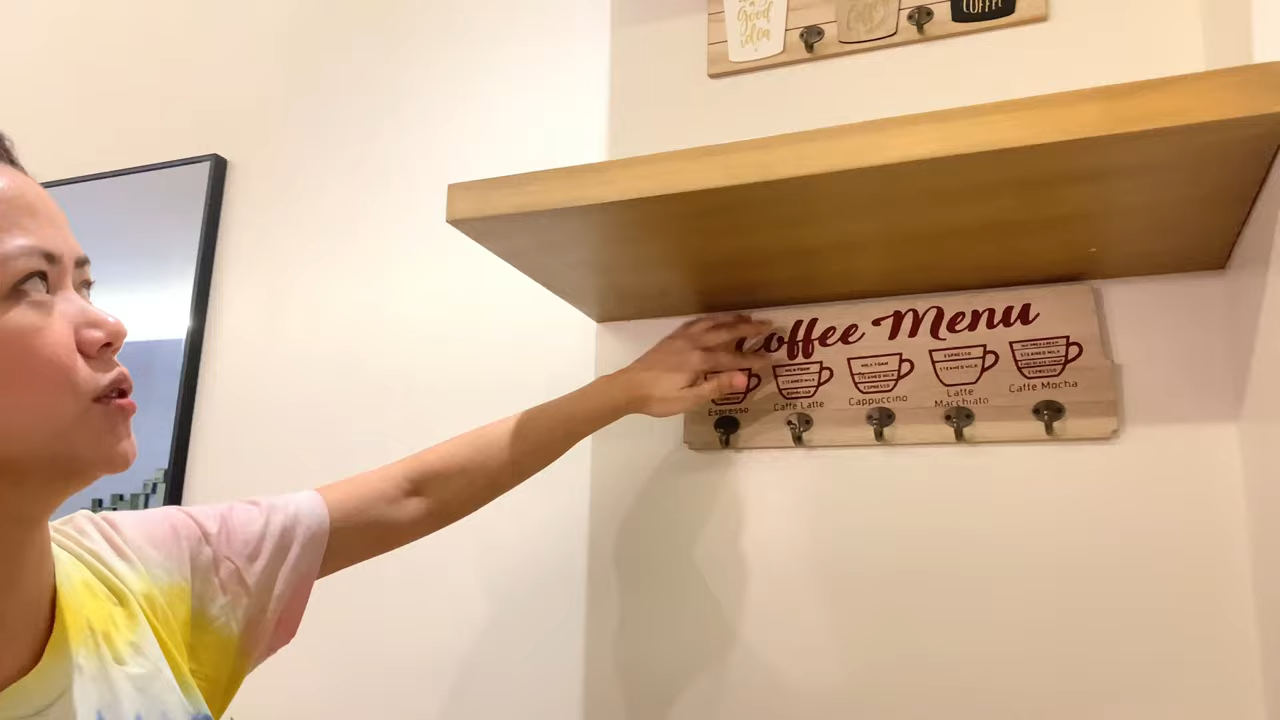 a
Good
idea
Coffee
COFFEE
Coffee Menu
MILK FOAM
STEAMED MILK
ESPRESSO
MILK FOAM
STEAMED MILK
ESPRESSO
ESPRESSO
STEAMED MILK
STEAMED MILK
CHOCOLATE SYRUP
ESPRESSO
Espresso
Caffe Latte
Cappuccino
Latte
Macchiato
Caffe Mocha